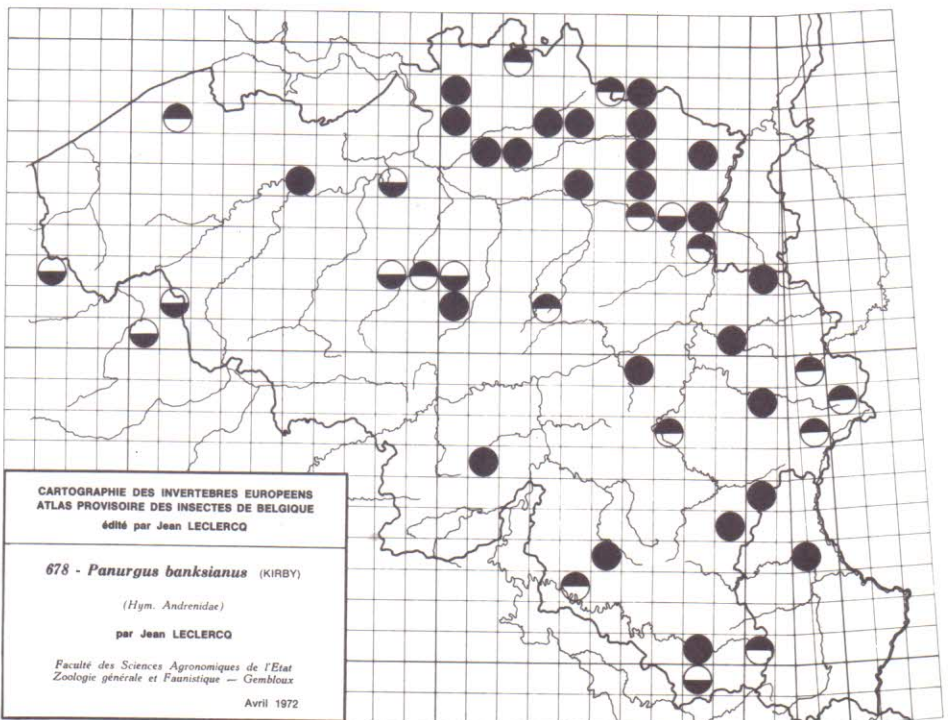 CARTOGRAPHIE DES INVERTEBRES EUROPEENS
ATLAS PROVISOIRE DES INSECTES DE BELGIQUE
édité par Jean LECLERCQ
678 - Panurgus banksianus (KIRBY)
(Hym. Andrenidae)
par Jean LECLERCQ
Faculté des Sciences Agronomiques de l'Etat
Zoologie générale et Faunistique — Gembloux
Avril 1972